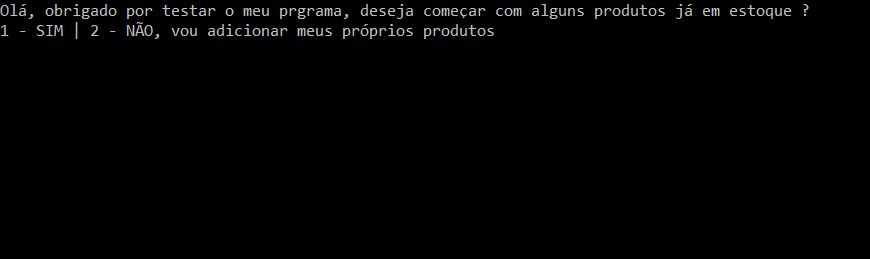 Olá, obrigado por testar o meu prgrama, deseja começar com alguns produtos já em estoque ?
1 - SIM | 2 - NÃO, vou adicionar meus próprios produtos